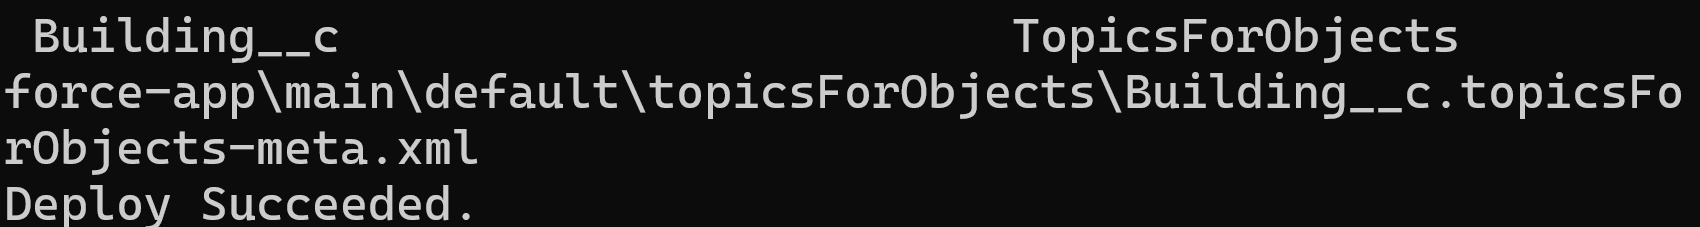 Building__c TopicsForObjects
force-app\main\default\topicsForObjects\Building__c.topicsFo
rObjects-meta.xml
Deploy Succeeded.